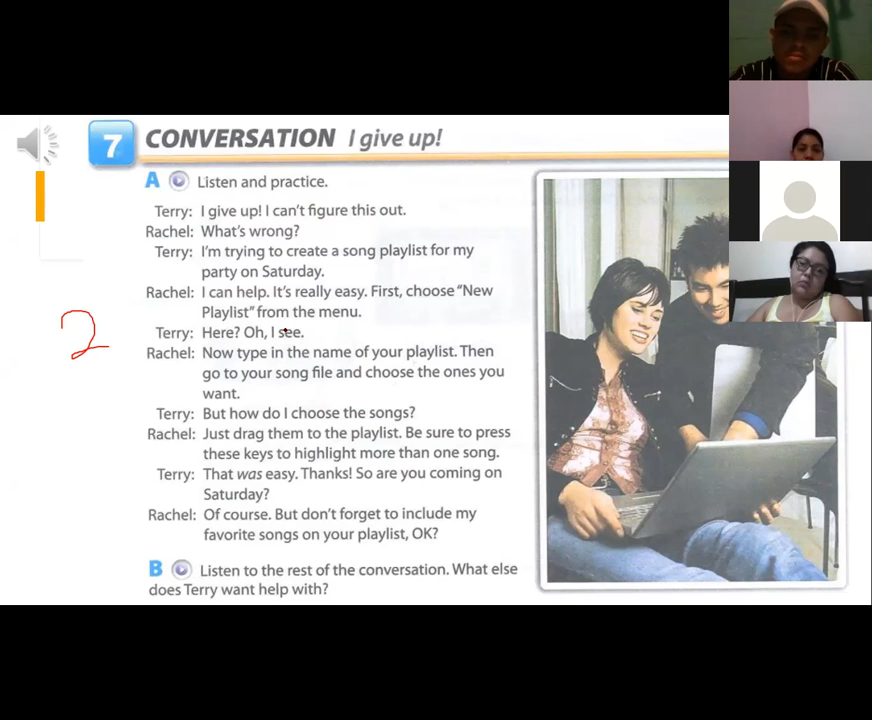 7 CONVERSATION I give up!
A Listen and practice.
Terry: I give up! I can't figure this out.
Rachel: What's wrong?
Terry: I'm trying to create a song playlist for my
party on Saturday.
Rachel: I can help. It's really easy. First, choose "New
Playlist" from the menu.
Terry: Here? Oh, I see.
2
Rachel: Now type in the name of your playlist. Then
go to your song file and choose the ones you
want.
Terry: But how do I choose the songs?
Rachel: Just drag them to the playlist. Be sure to press
these keys to highlight more than one song.
Terry: That was easy. Thanks! So are you coming on
Saturday?
Rachel: Of course. But don't forget to include my
favorite songs on your playlist, OK?
B Listen to the rest of the conversation. What else
does Terry want help with?